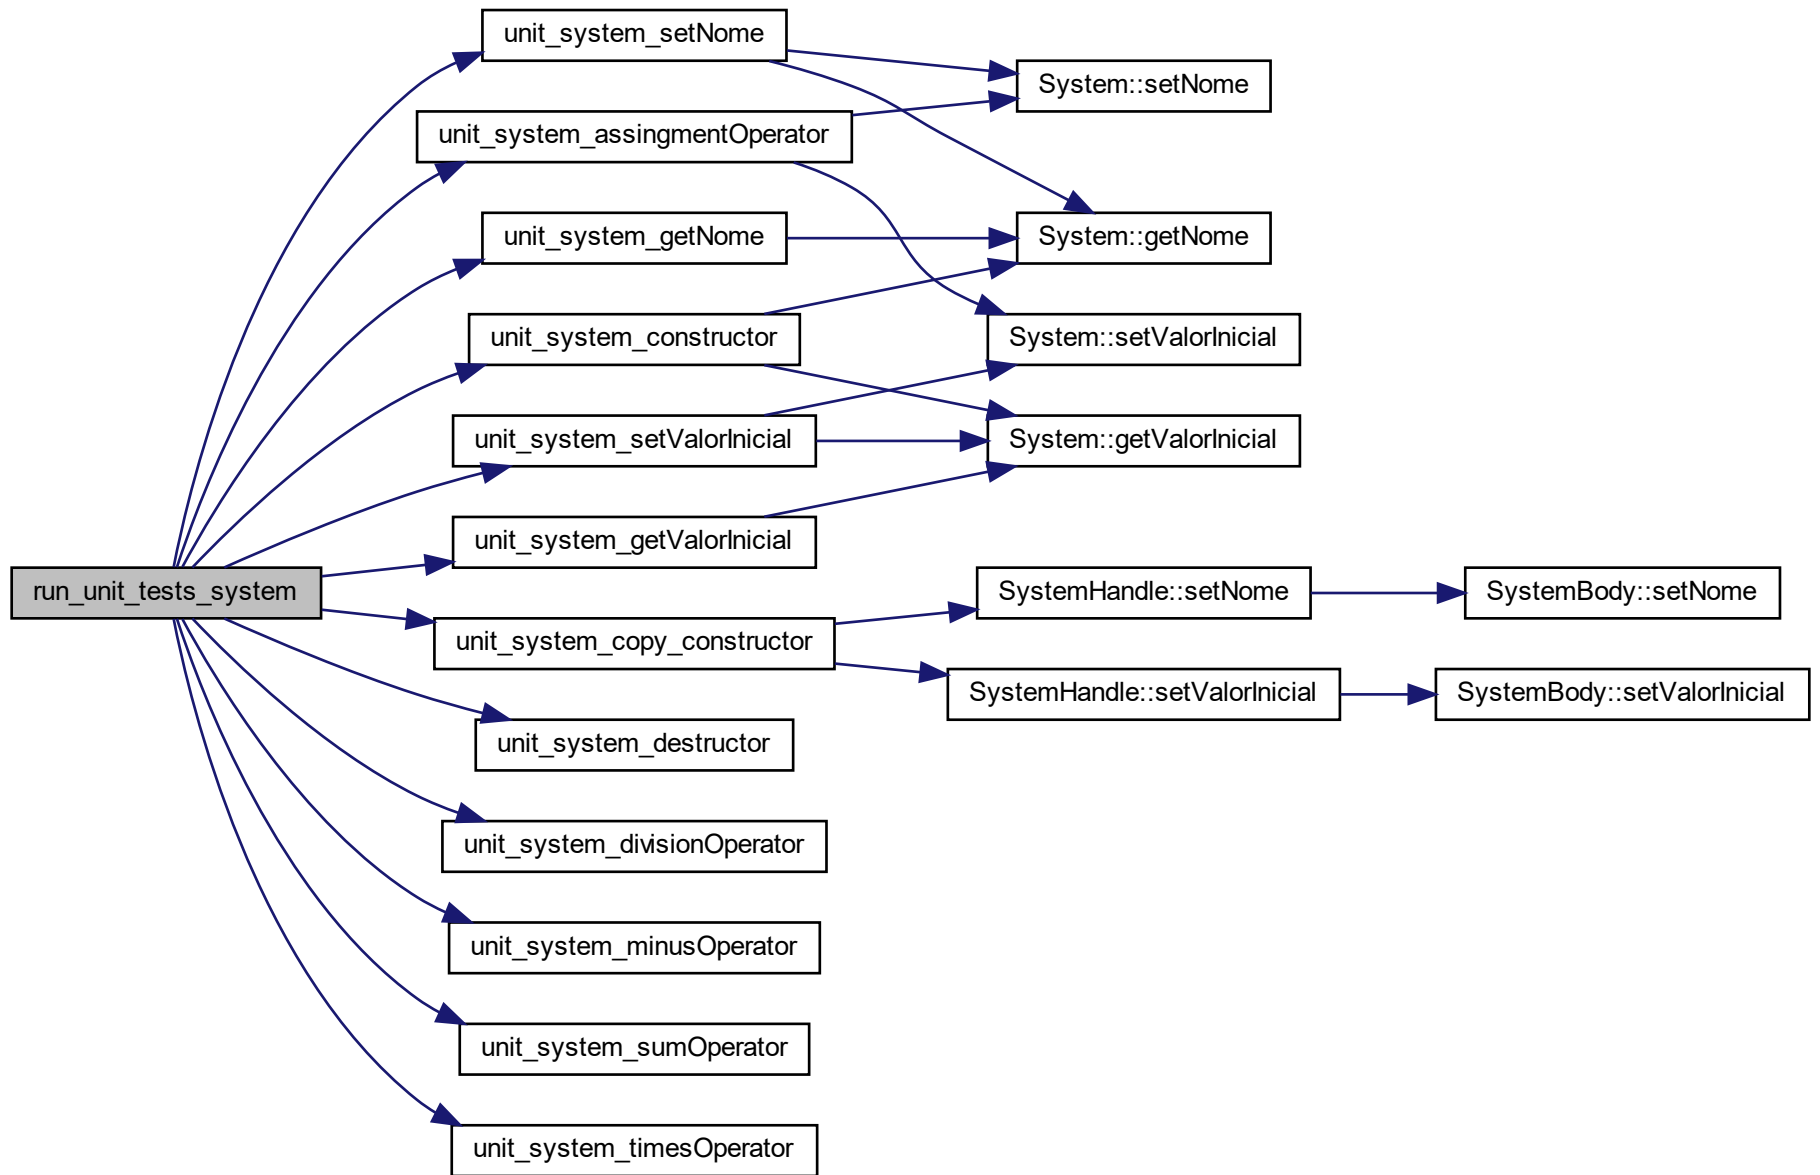 unit_system_setNome
System::setNome
unit_system_assingmentOperator
unit_system_getNome
System::getNome
unit_system_constructor
System::setValorInicial
unit_system_setValorInicial
System::getValorInicial
unit_system_getValorInicial
run_unit_tests_system
SystemHandle::setNome
SystemBody::setNome
unit_system_copy_constructor
SystemHandle::setValorInicial
SystemBody::setValorInicial
unit_system_destructor
unit_system_divisionOperator
unit_system_minusOperator
unit_system_sumOperator
unit_system_timesOperator